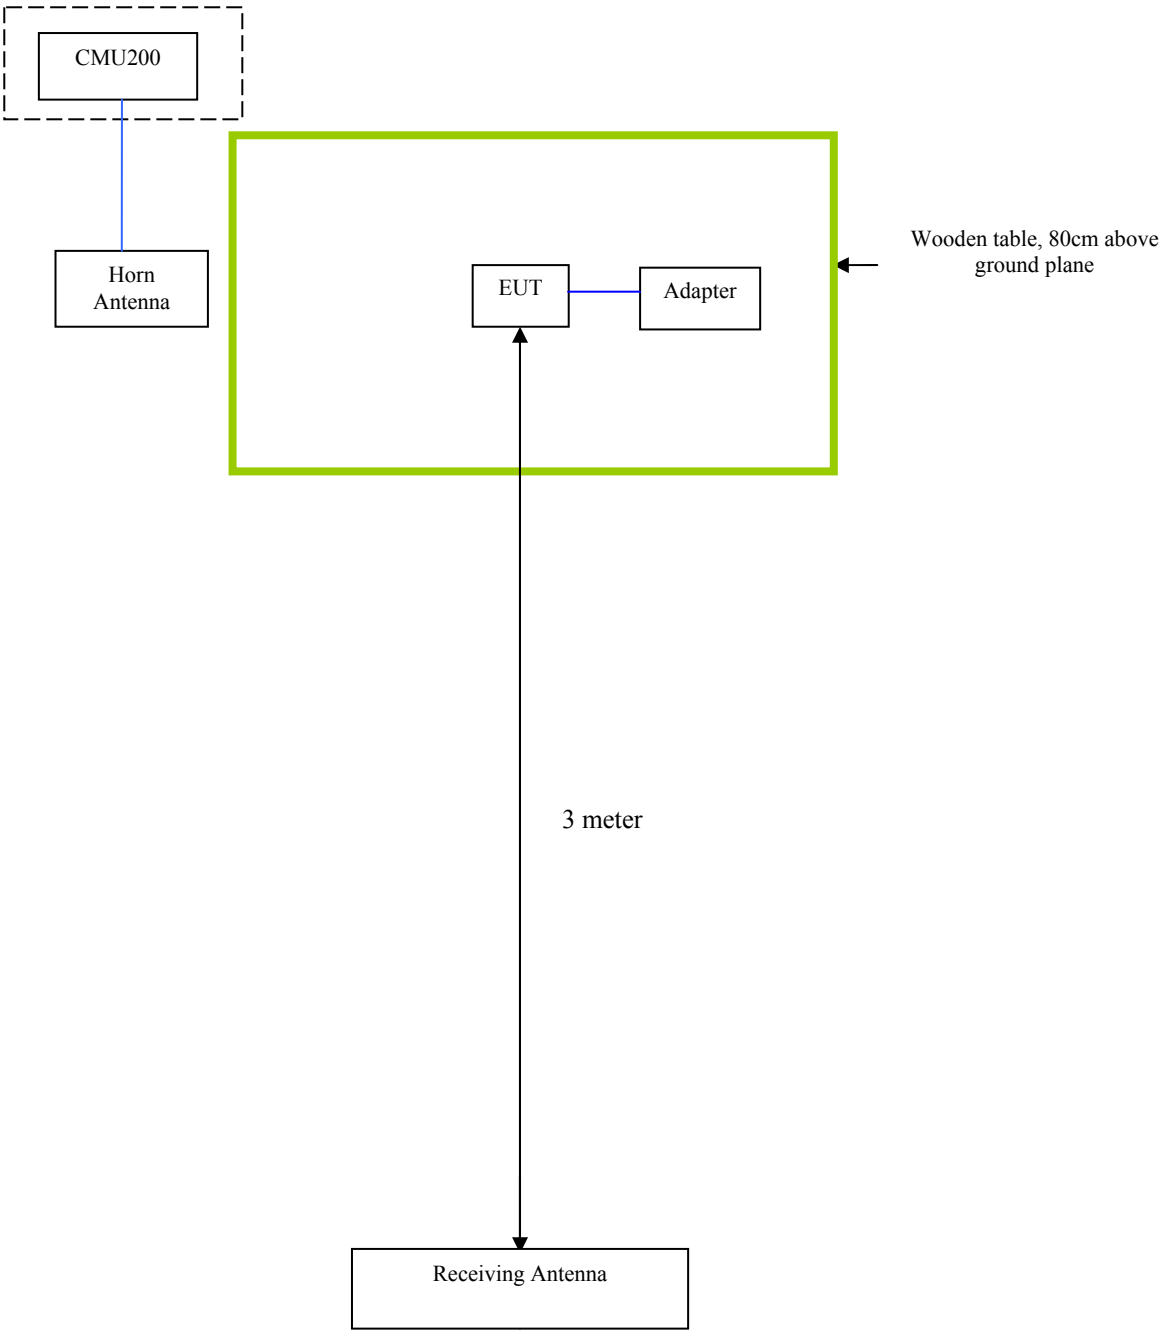 CMU200
Wooden table, 80cm above
ground plane
Horn
Antenna
EUT
Adapter
3 meter
Receiving Antenna